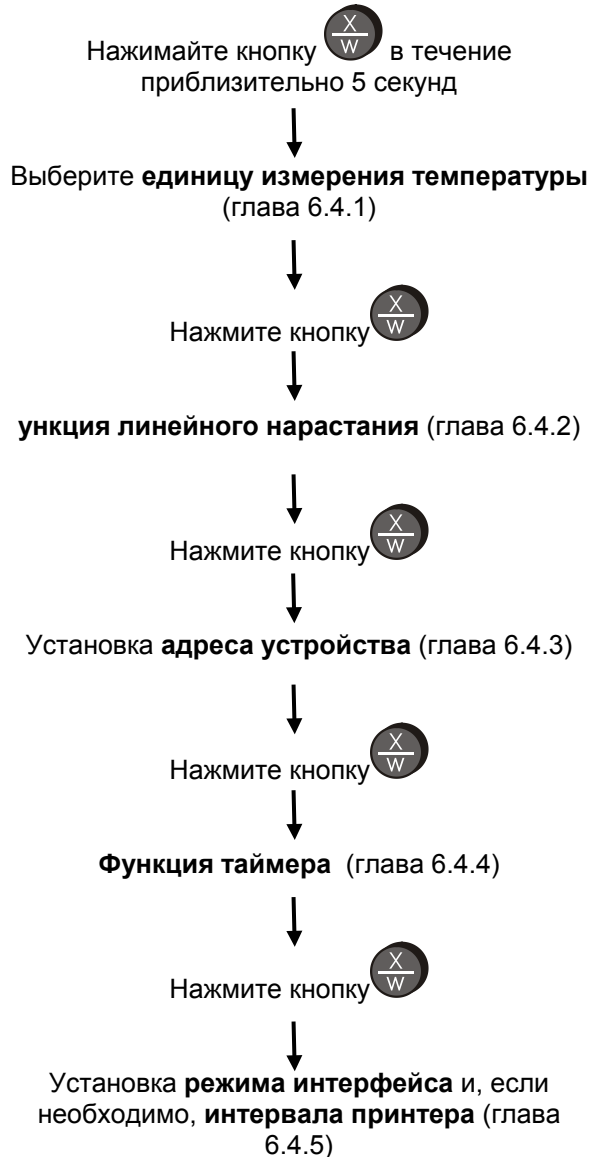 Нажимайте кнопку X/W в течение
приблизительно 5 секунд
Выберите единицу измерения температуры
(глава 6.4.1)
Нажмите кнопку X/W
ункция линейного нарастания (глава 6.4.2)
Нажмите кнопку X/W
Установка адреса устройства (глава 6.4.3)
Нажмите кнопку X/W
Функция таймера (глава 6.4.4)
Нажмите кнопку X/W
Установка режима интерфейса и, если
необходимо, интервала принтера (глава
6.4.5)